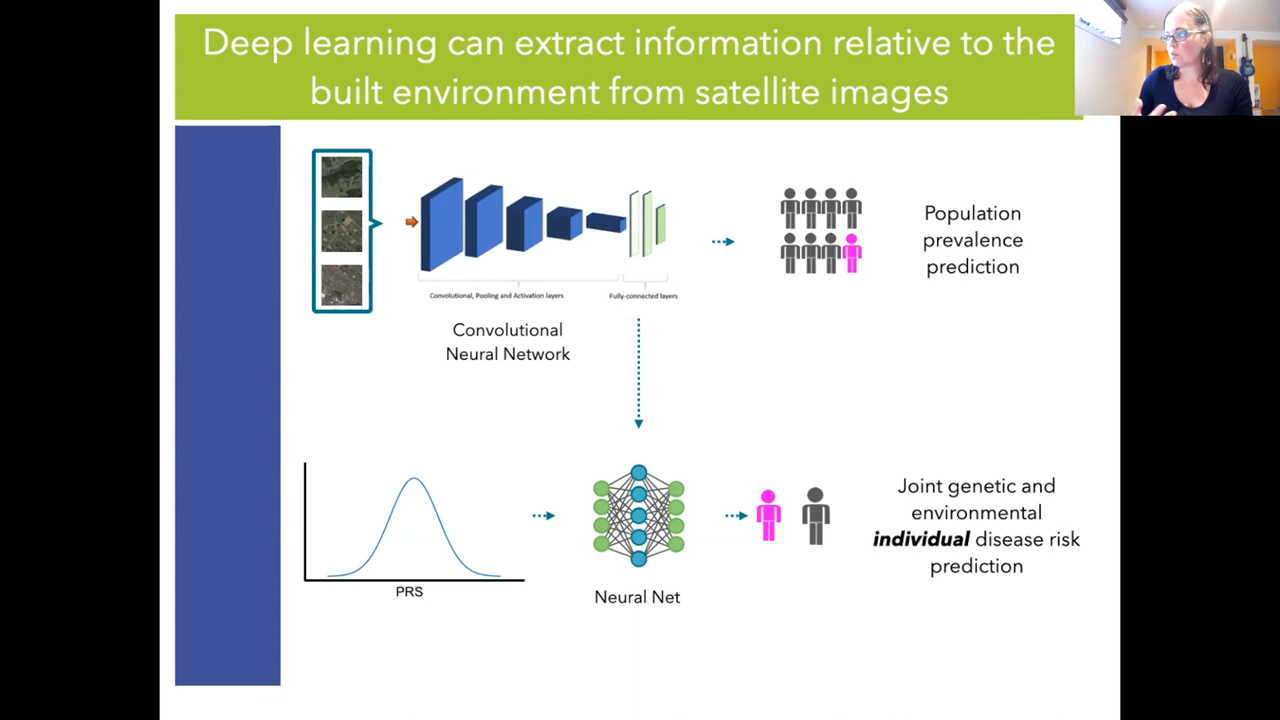 Deep learning can extract information relative to the
built environment from satellite images
Population
prevalence
prediction
Convolutional, Pooling and Activation layers
Fully-connected layers
Convolutional
Neural Network
Joint genetic and
environmental
individual disease risk
prediction
PRS
Neural Net